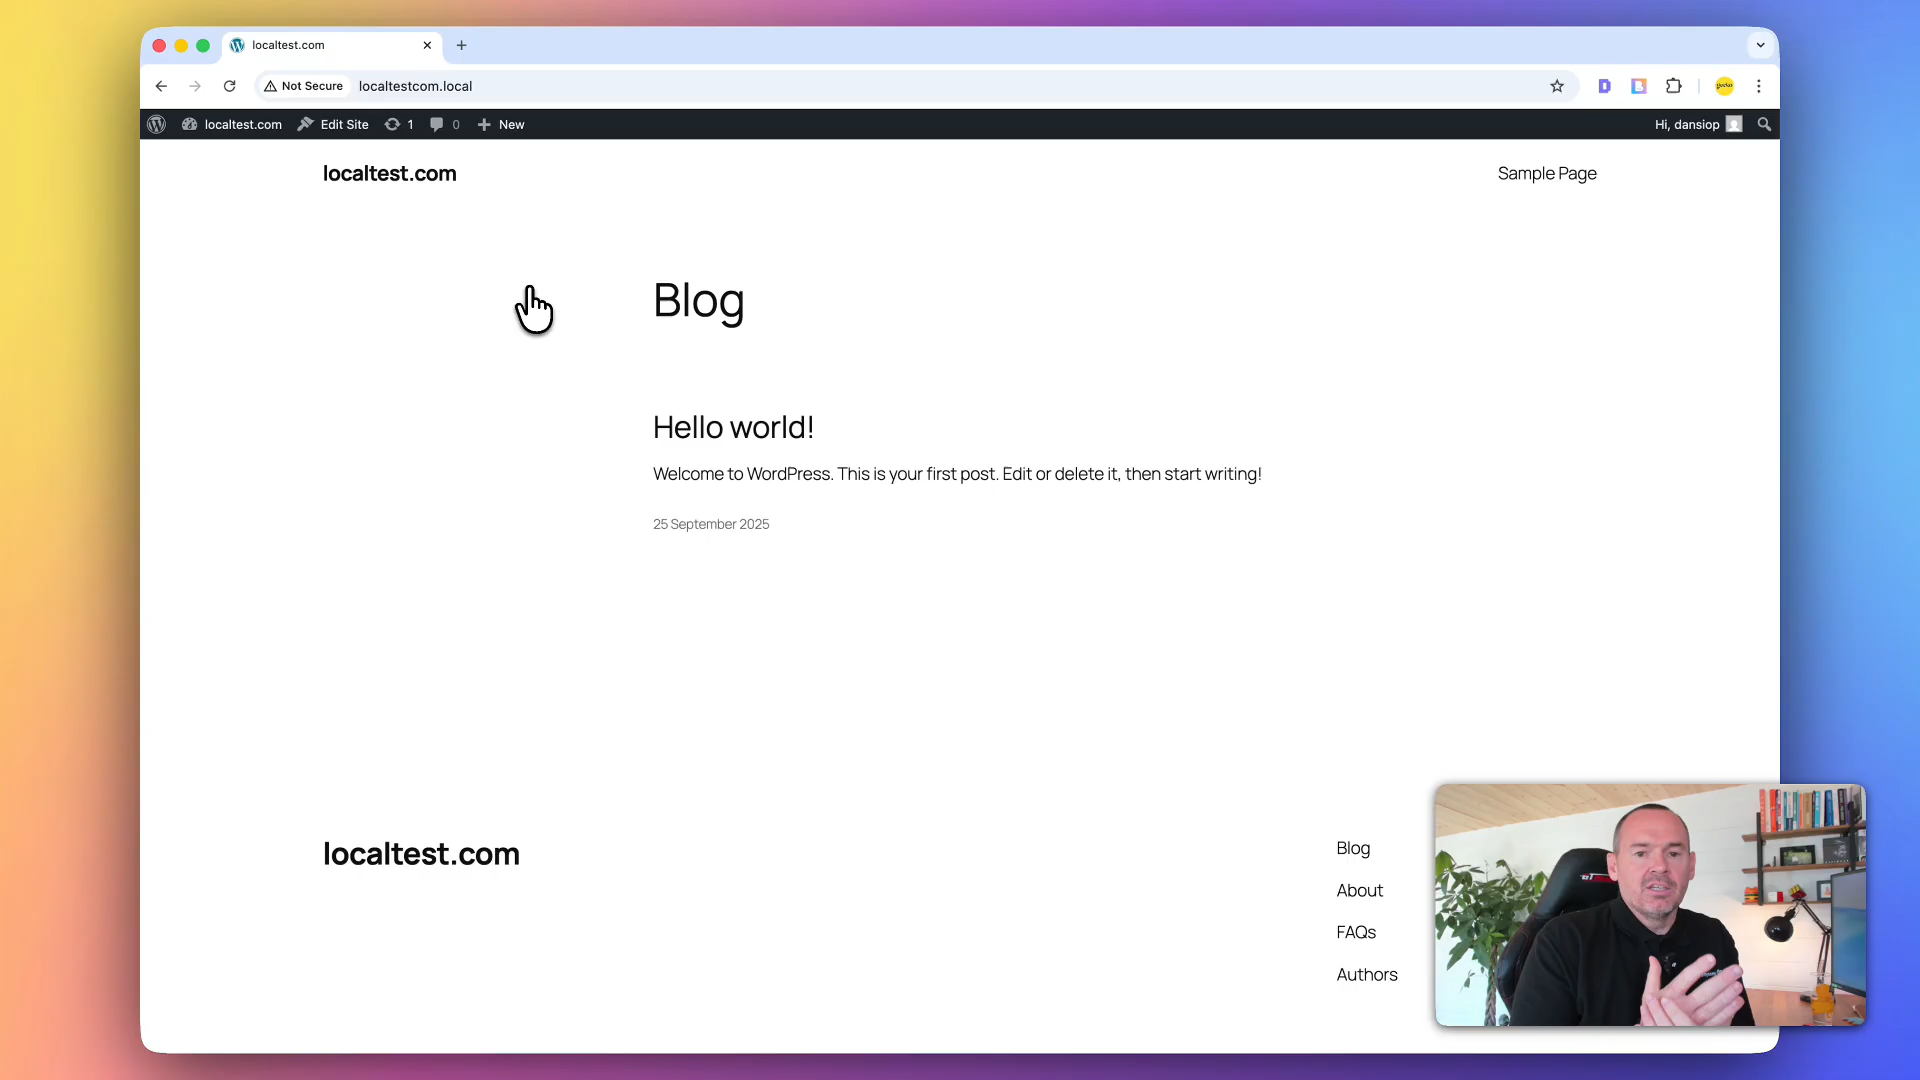 localtest.com
Not Secure
localtestcom.local
localtest.com
Edit Site
1
0
New
Hi, dansiop
localtest.com
Sample Page
Blog
Hello world!
Welcome to WordPress. This is your first post. Edit or delete it, then start writing!
25 September 2025
localtest.com
Blog
About
FAQs
Authors